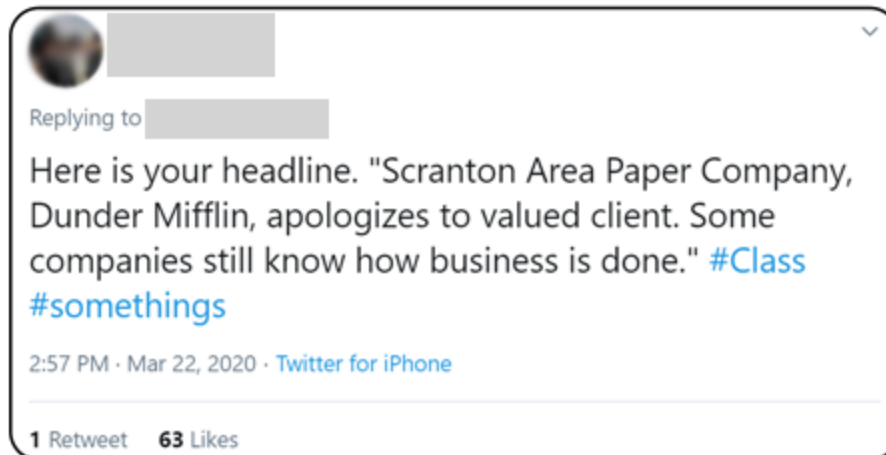 Replying to
Here is your headline. "Scranton Area Paper Company,
Dunder Mifflin, apologizes to valued client. Some
companies still know how business is done." #Class
#somethings
2:57 PM · Mar 22, 2020 · Twitter for iPhone
1 Retweet 63 Likes